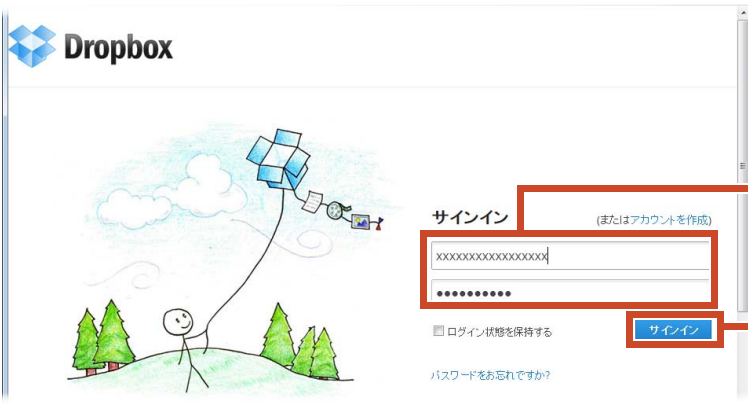 Dropbox
サインイン
(またはアカウントを作成)
xxxxxxxxxxxxxxxxx
●●●●●●●●●●
ログイン状態を保持する
サインイン
パスワードをお忘れですか?